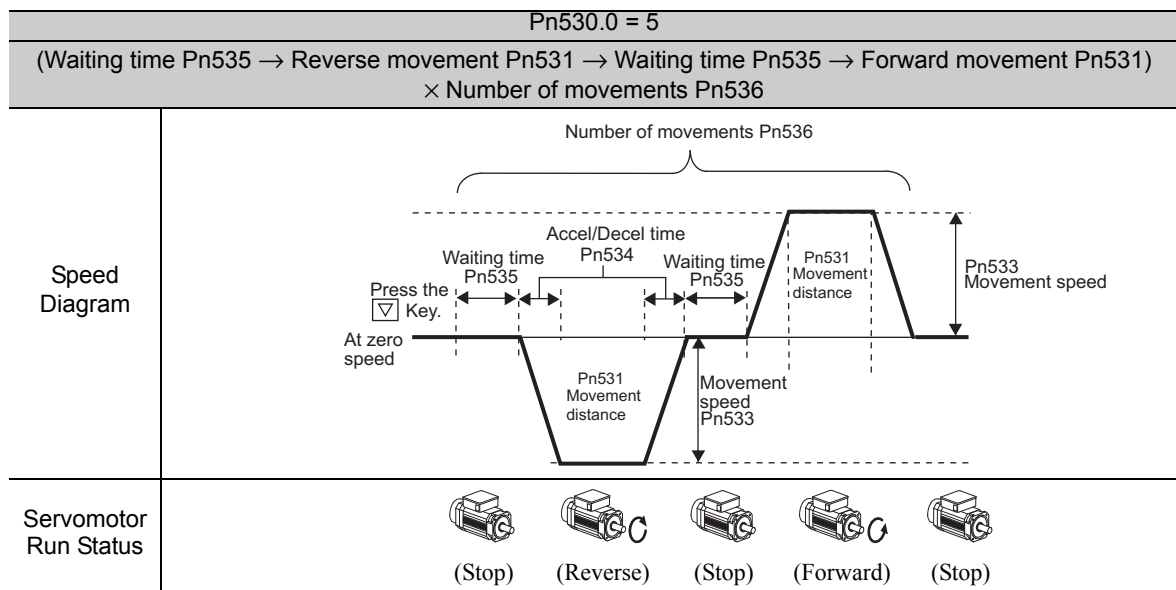 Pn530.0 = 5
(Waiting time Pn535 → Reverse movement Pn531 → Waiting time Pn535 → Forward movement Pn531)
× Number of movements Pn536
Speed
Diagram
Number of movements Pn536
Accel/Decel time
Pn534
Waiting time
Pn535
Waiting time
Pn535
Press the
▽ Key.
At zero
speed
Pn531
Movement
distance
Movement
speed
Pn533
Pn531
Movement
distance
Pn533
Movement speed
Servomotor
Run Status
(Stop) (Reverse) (Stop) (Forward) (Stop)